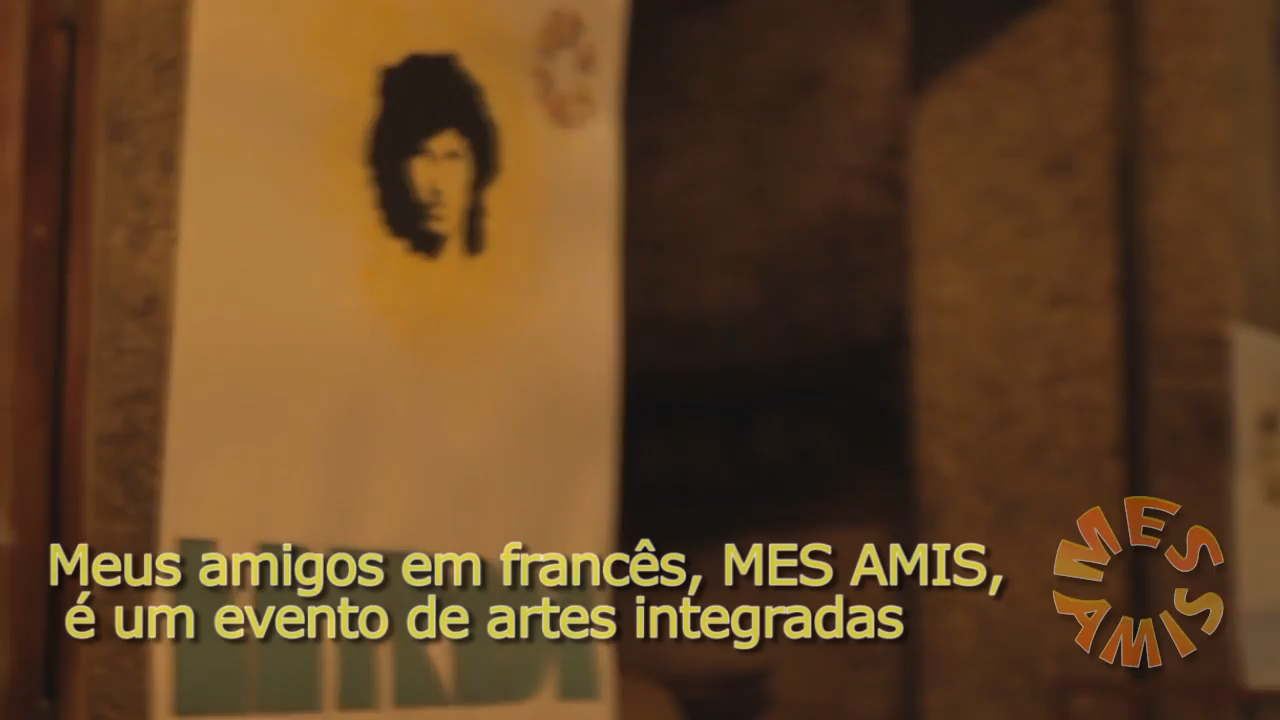 Meus amigos em francês, MES AMIS,
é um evento de artes integradas
MES
AMIS